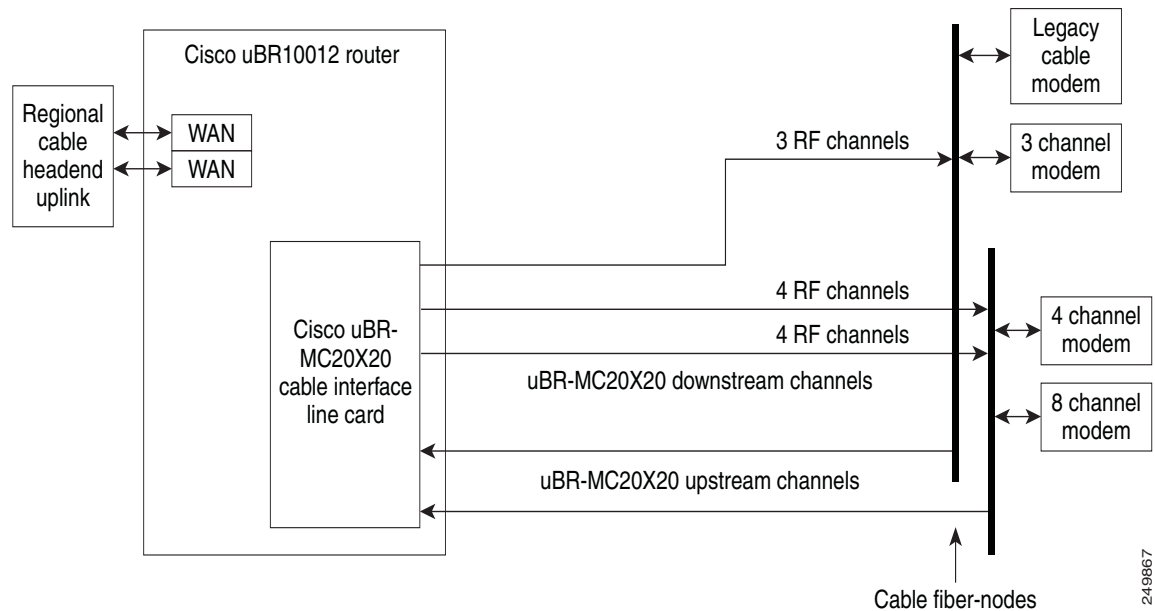 Cisco uBR10012 router
Regional
cable
headend
uplink
WAN
WAN
Cisco uBR-
MC20X20
cable interface
line card
3 RF channels
4 RF channels
4 RF channels
uBR-MC20X20 downstream channels
uBR-MC20X20 upstream channels
Legacy
cable
modem
3 channel
modem
4 channel
modem
8 channel
modem
Cable fiber-nodes
249867